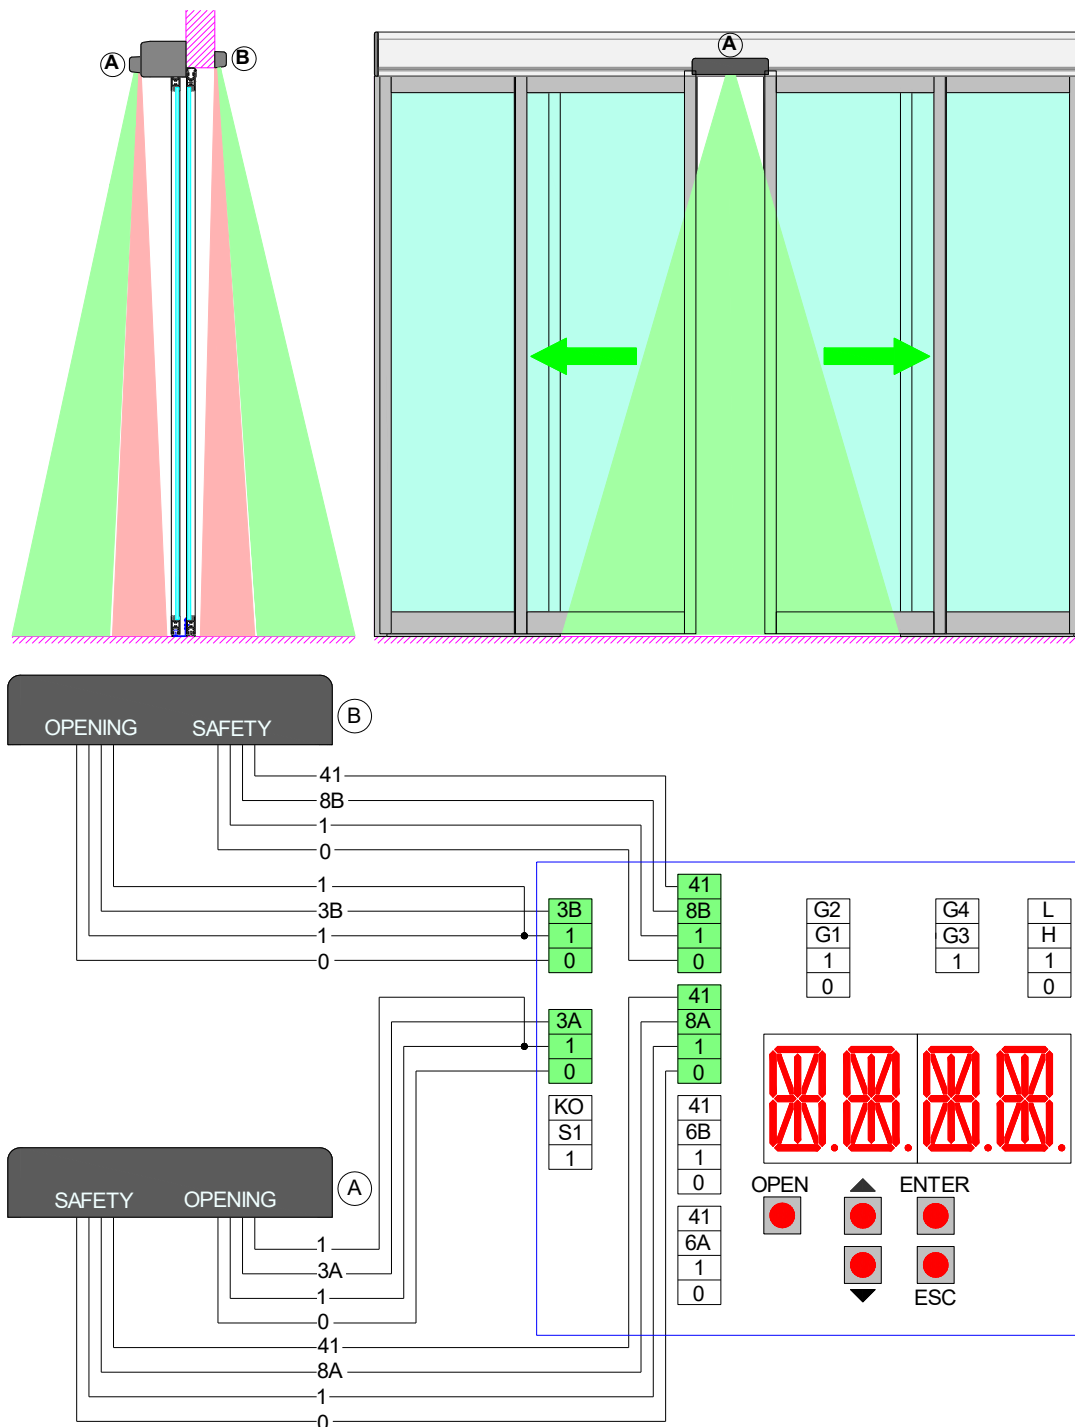 A
B
A
OPENING SAFETY
B
41
8B
1
0
1
3B
1
0
3B
1
0
41
8B
1
0
G2
G1
1
0
G4
G3
1
L
H
1
0
3A
1
0
41
8A
1
0
KO
S1
1
41
6B
1
0
41
6A
1
0
OPEN
ENTER
ESC
SAFETY OPENING
A
1
3A
1
0
41
8A
1
0